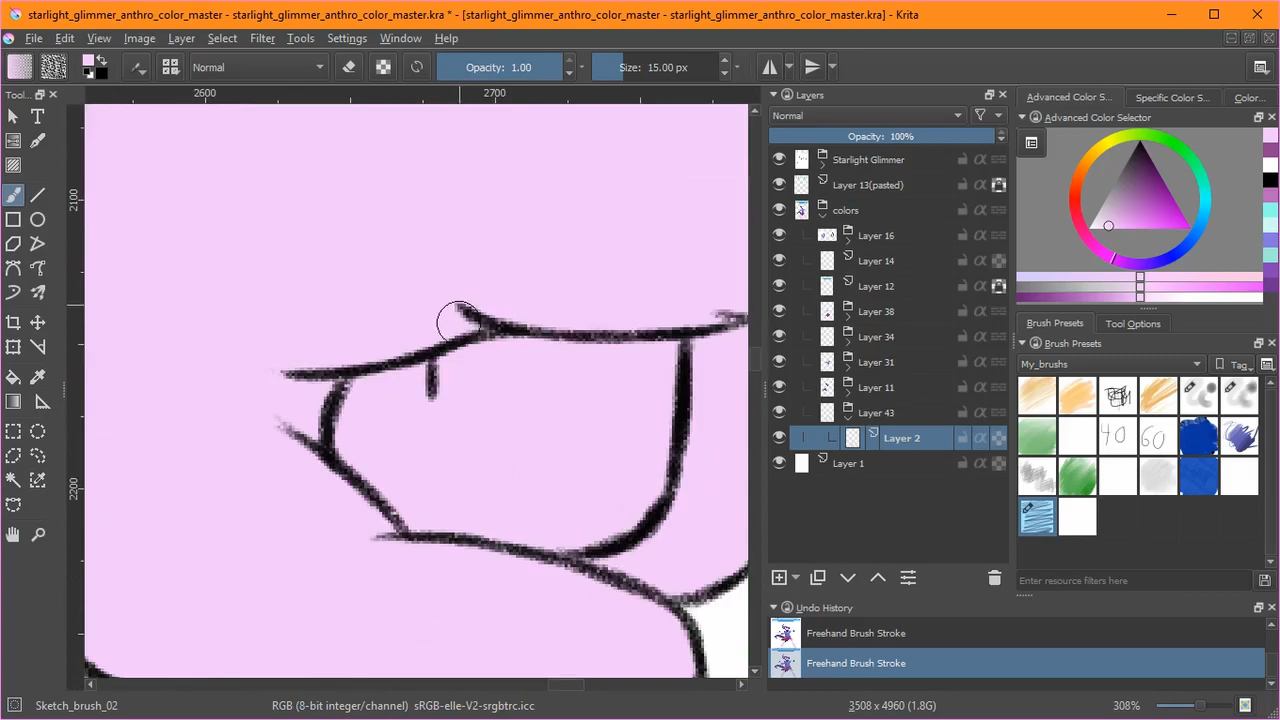 starlight_glimmer_anthro_color_master.kra * - [starlight_glimmer_anthro_color_master - starlight_glimmer_anthro_color_master.kra] - Krita
File Edit View Image Layer Select Filter Tools Settings Window Help
Normal Opacity: 1.00 Size: 15.00 px
Tool...
2600 2700
2100
2200
Layers
Normal
Opacity: 100%
Starlight Glimmer
Layer 13(pasted)
colors
Layer 16
Layer 14
Layer 12
Layer 38
Layer 34
Layer 31
Layer 11
Layer 43
Layer 2
Layer 1
Undo History
Freehand Brush Stroke
Freehand Brush Stroke
Advanced Color S... Specific Color S... Color...
Advanced Color Selector
Brush Presets Tool Options
Brush Presets
My_brushes Tag
40 60
Enter resource filters here
Sketch_brush_02 RGB (8-bit integer/channel) sRGB-elle-V2-srgbtrc.icc 3508 x 4960 (1.8G) 308%